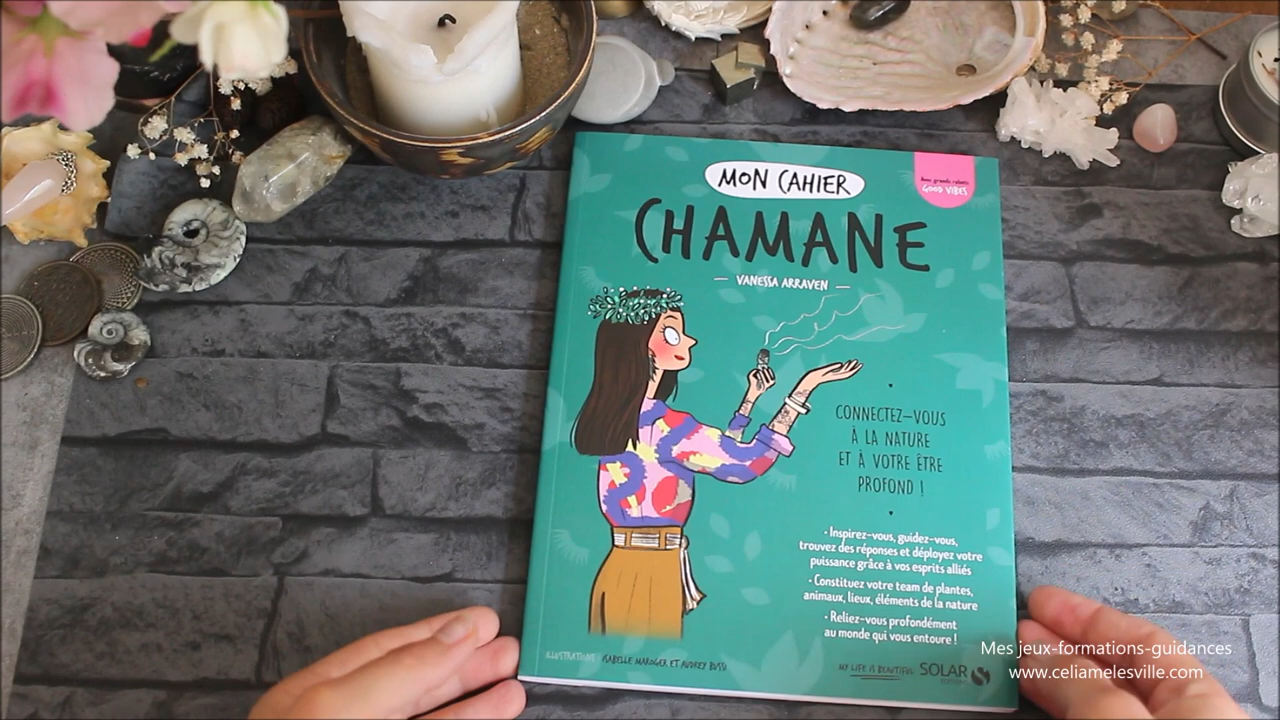 MON CAHIER
Avec grands rabats
GOOD VIBES
CHAMANE
— VANESSA ARRAVEN —
CONNECTEZ-VOUS
À LA NATURE
ET À VOTRE ÊTRE
PROFOND !
• Inspirez-vous, guidez-vous,
trouvez des réponses et déployez votre
puissance grâce à vos esprits alliés
• Constituez votre team de plantes,
animaux, lieux, éléments de la nature
• Reliez-vous profondément
au monde qui vous entoure !
ILLUSTRATIONS ISABELLE MAROGER ET AUDREY BUSSI
MY LIFE IS BEAUTIFUL SOLAR
Mes jeux-formations-guidances
www.celiamelesville.com